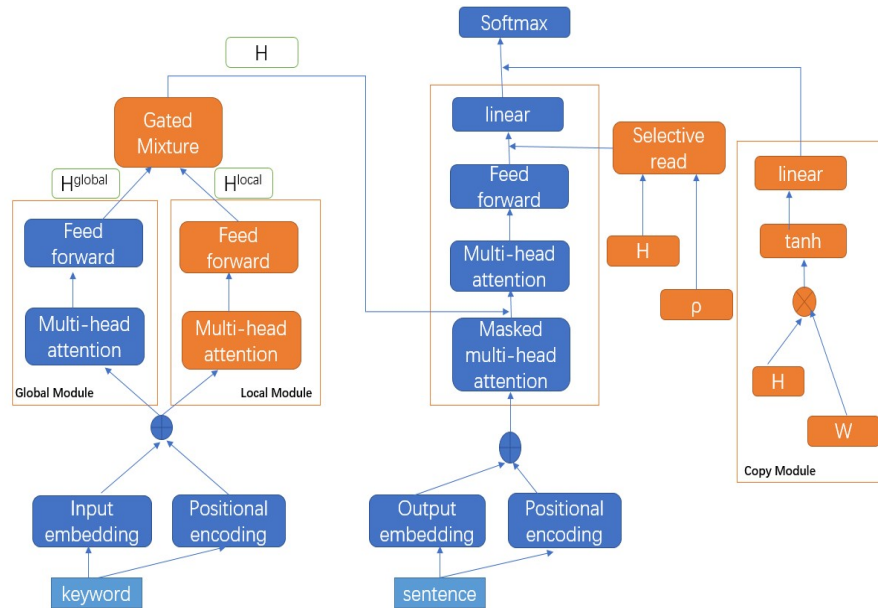 Softmax
H
Gated
Mixture
linear
Selective
read
H^global
H^local
Feed
forward
linear
Feed
forward
Feed
forward
tanh
Multi-head
attention
H
ρ
Multi-head
attention
Multi-head
attention
Masked
multi-head
attention
H
Global Module
Local Module
W
Copy Module
Input
embedding
Positional
encoding
Output
embedding
Positional
encoding
keyword
sentence